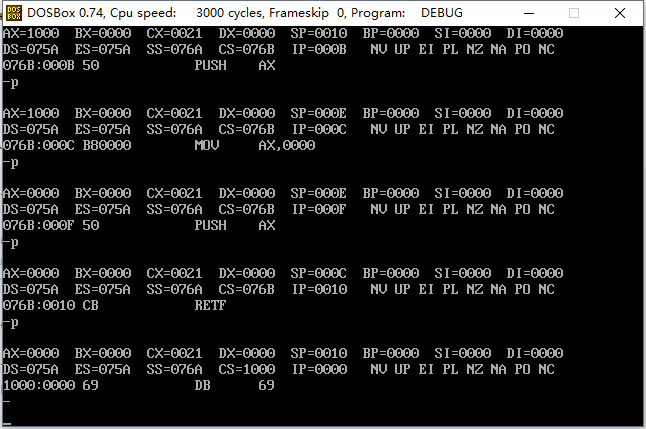 DOSBox 0.74, Cpu speed: 3000 cycles, Frameskip 0, Program: DEBUG
AX=1000 BX=0000 CX=0021 DX=0000 SP=0010 BP=0000 SI=0000 DI=0000
DS=075A ES=075A SS=076A CS=076B IP=000B NV UP EI PL NZ NA PO NC
076B:000B 50 PUSH AX
-p
AX=1000 BX=0000 CX=0021 DX=0000 SP=000E BP=0000 SI=0000 DI=0000
DS=075A ES=075A SS=076A CS=076B IP=000C NV UP EI PL NZ NA PO NC
076B:000C B80000 MOV AX,0000
-p
AX=0000 BX=0000 CX=0021 DX=0000 SP=000E BP=0000 SI=0000 DI=0000
DS=075A ES=075A SS=076A CS=076B IP=000F NV UP EI PL NZ NA PO NC
076B:000F 50 PUSH AX
-p
AX=0000 BX=0000 CX=0021 DX=0000 SP=000C BP=0000 SI=0000 DI=0000
DS=075A ES=075A SS=076A CS=076B IP=0010 NV UP EI PL NZ NA PO NC
076B:0010 CB RETF
-p
AX=0000 BX=0000 CX=0021 DX=0000 SP=0010 BP=0000 SI=0000 DI=0000
DS=075A ES=075A SS=076A CS=1000 IP=0000 NV UP EI PL NZ NA PO NC
1000:0000 69 DB 69
-